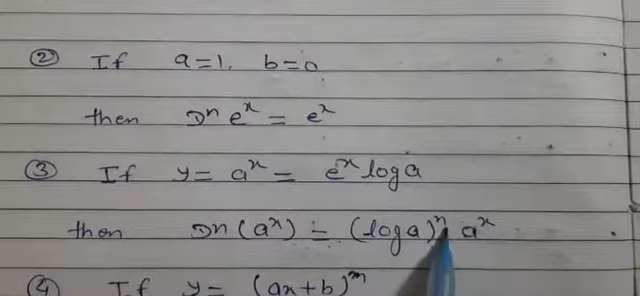 ② If a=1, b=0
then Dⁿ eˣ = eˣ
③ If y = aˣ = eˣ log a
then Dⁿ (aˣ) = (log a)ⁿ aˣ
④ If y = (ax+b)ᵐ